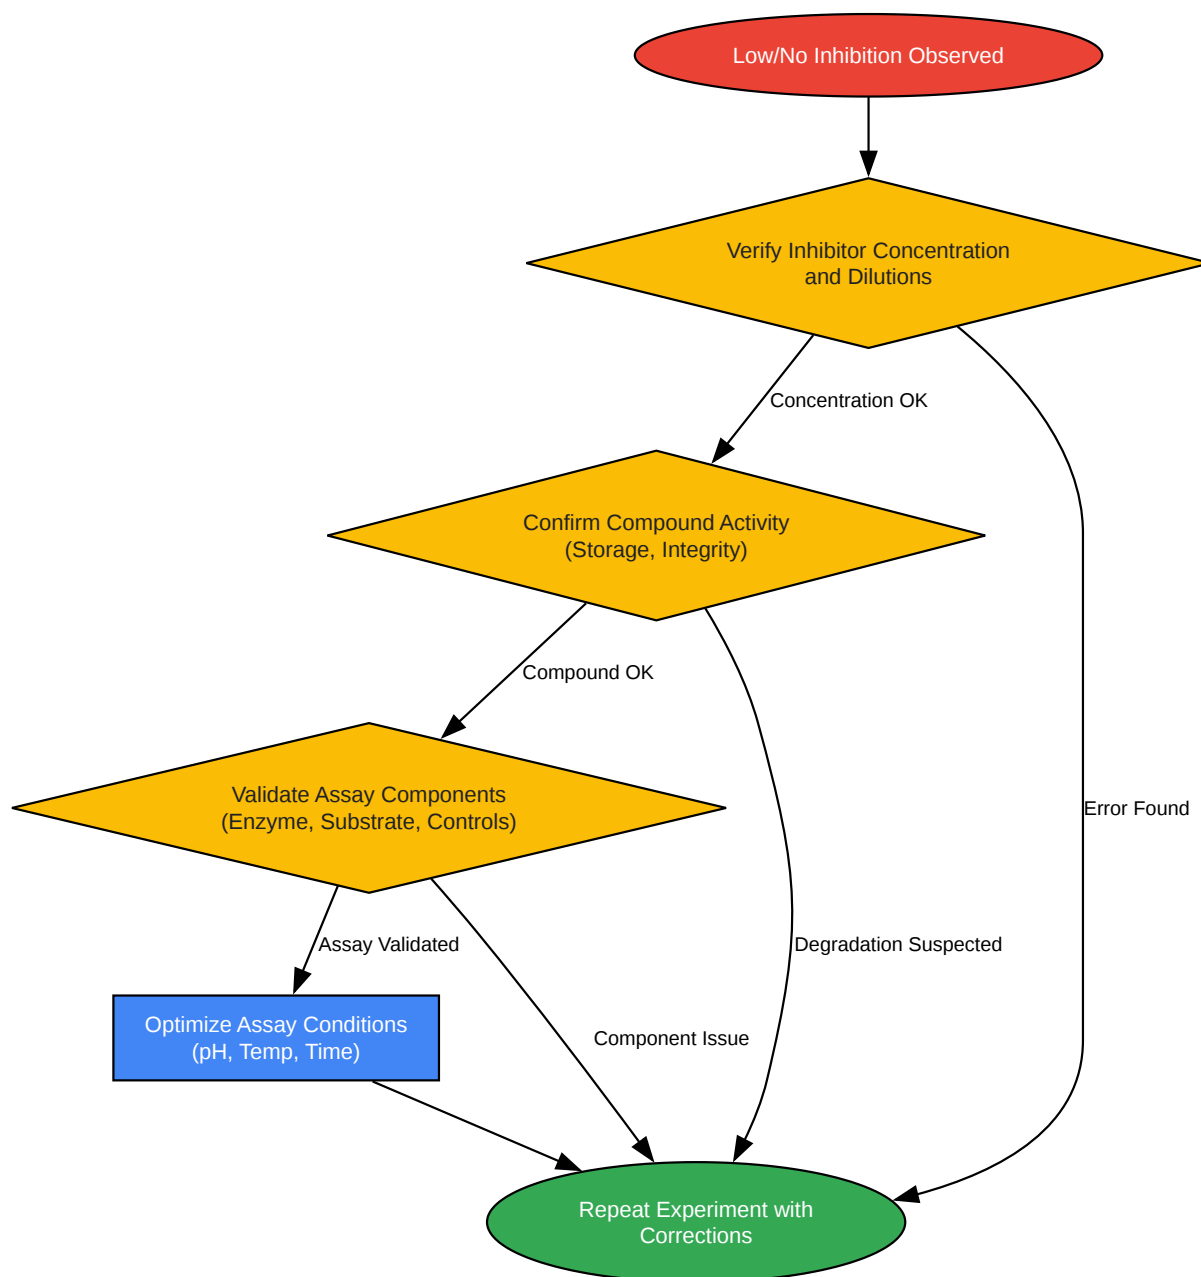 Low/No Inhibition Observed
Verify Inhibitor Concentration
and Dilutions
Concentration OK
Confirm Compound Activity
(Storage, Integrity)
Compound OK
Validate Assay Components
(Enzyme, Substrate, Controls)
Error Found
Assay Validated
Degradation Suspected
Optimize Assay Conditions
(pH, Temp, Time)
Component Issue
Repeat Experiment with
Corrections